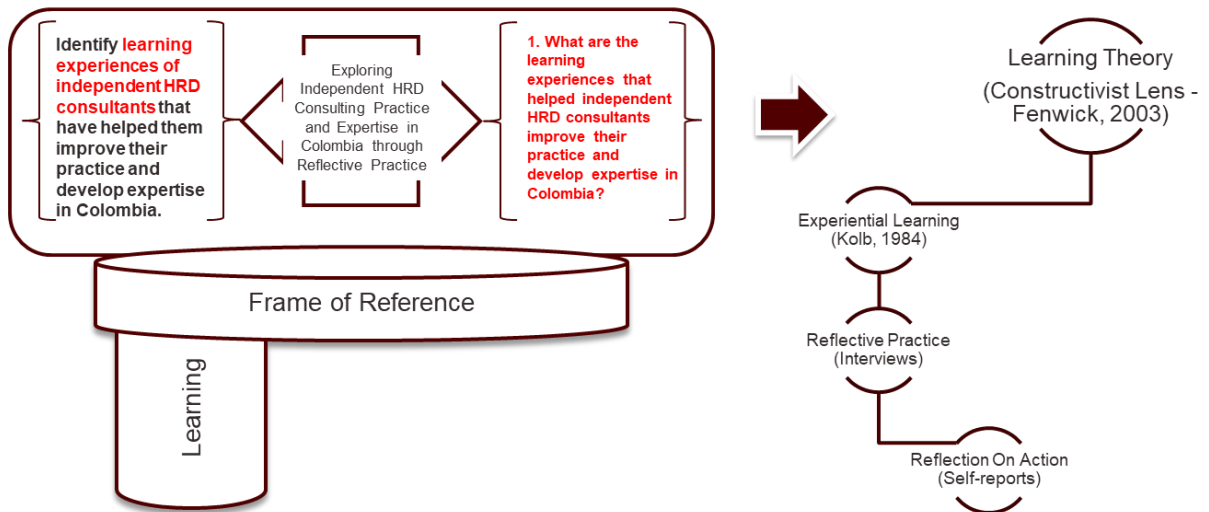 Identify learning
experiences of
independent HRD
consultants that
have helped them
improve their
practice and
develop expertise
in Colombia.
Exploring
Independent HRD
Consulting Practice
and Expertise in
Colombia through
Reflective Practice
1. What are the
learning
experiences that
helped independent
HRD consultants
improve their
practice and
develop expertise in
Colombia?
Frame of Reference
Learning
Learning Theory
(Constructivist Lens -
Fenwick, 2003)
Experiential Learning
(Kolb, 1984)
Reflective Practice
(Interviews)
Reflection On Action
(Self-reports)